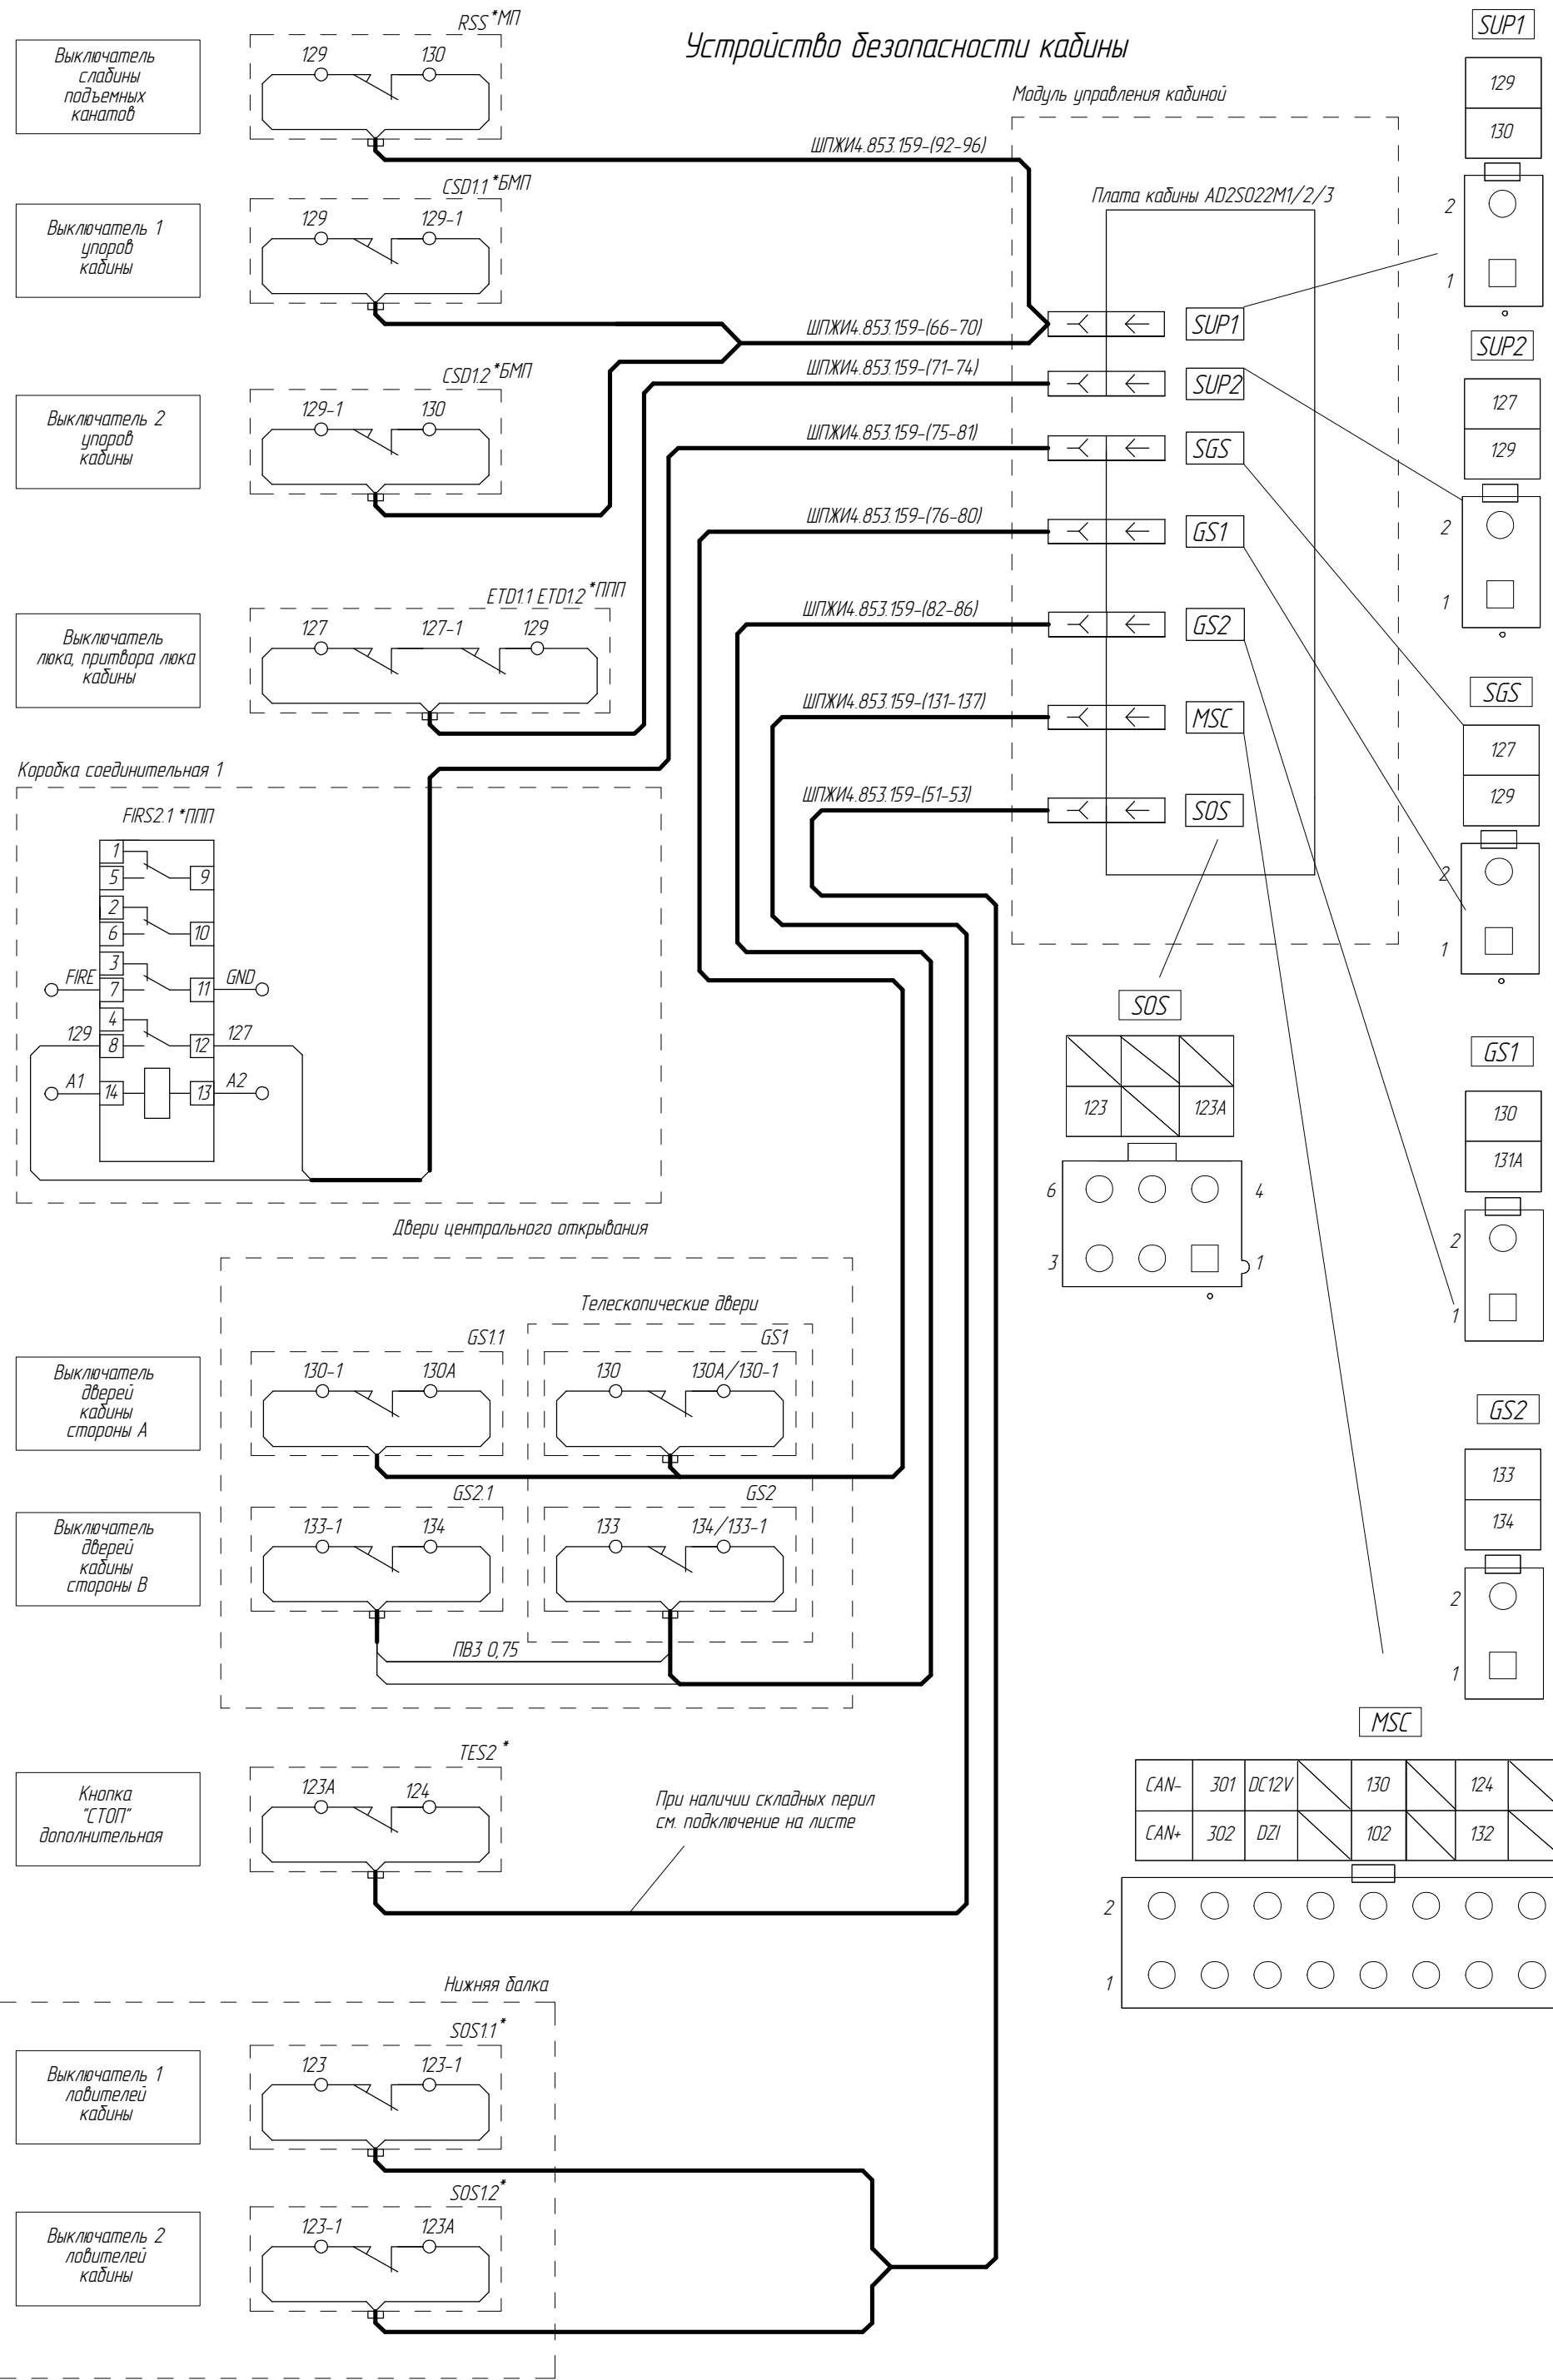 Устройство безопасности кабины
Выключатель
слабины
подъемных
канатов
RSS *МП
129
130
ШПЖИ4.853.159-(92-96)
Модуль управления кабиной
Плата кабины AD2S022M1/2/3
Выключатель 1
упоров
кабины
CSD1.1 *БМП
129
129-1
ШПЖИ4.853.159-(66-70)
SUP1
Выключатель 2
упоров
кабины
CSD1.2 *БМП
129-1
130
ШПЖИ4.853.159-(71-74)
SUP2
ШПЖИ4.853.159-(75-81)
SGS
ШПЖИ4.853.159-(76-80)
GS1
Выключатель
люка, притвора люка
кабины
ETD1.1 ETD1.2 *ППП
127
127-1
129
ШПЖИ4.853.159-(82-86)
GS2
ШПЖИ4.853.159-(131-137)
MSC
ШПЖИ4.853.159-(51-53)
SOS
Коробка соединительная 1
FIRS2.1 *ППП
1
5
9
2
6
10
3
FIRE
7
11
GND
4
129
8
12
127
A1
14
13
A2
Двери центрального открывания
Телескопические двери
Выключатель
дверей
кабины
стороны А
GS1.1
130-1
130A
GS1
130
130A/130-1
Выключатель
дверей
кабины
стороны В
GS2.1
133-1
134
GS2
133
134/133-1
ПВ3 0,75
Кнопка
"СТОП"
дополнительная
TES2 *
123A
124
При наличии складных перил
см. подключение на листе
Нижняя балка
Выключатель 1
ловителей
кабины
SOS1.1 *
123
123-1
Выключатель 2
ловителей
кабины
SOS1.2 *
123-1
123A
SUP1
129
130
2
1
SUP2
127
129
2
1
SGS
127
129
2
1
SOS
123
123A
6
4
3
1
GS1
130
131A
2
1
GS2
133
134
2
1
MSC
CAN- 301 DC12V 130 124
CAN+ 302 DZI 102 132
2
1